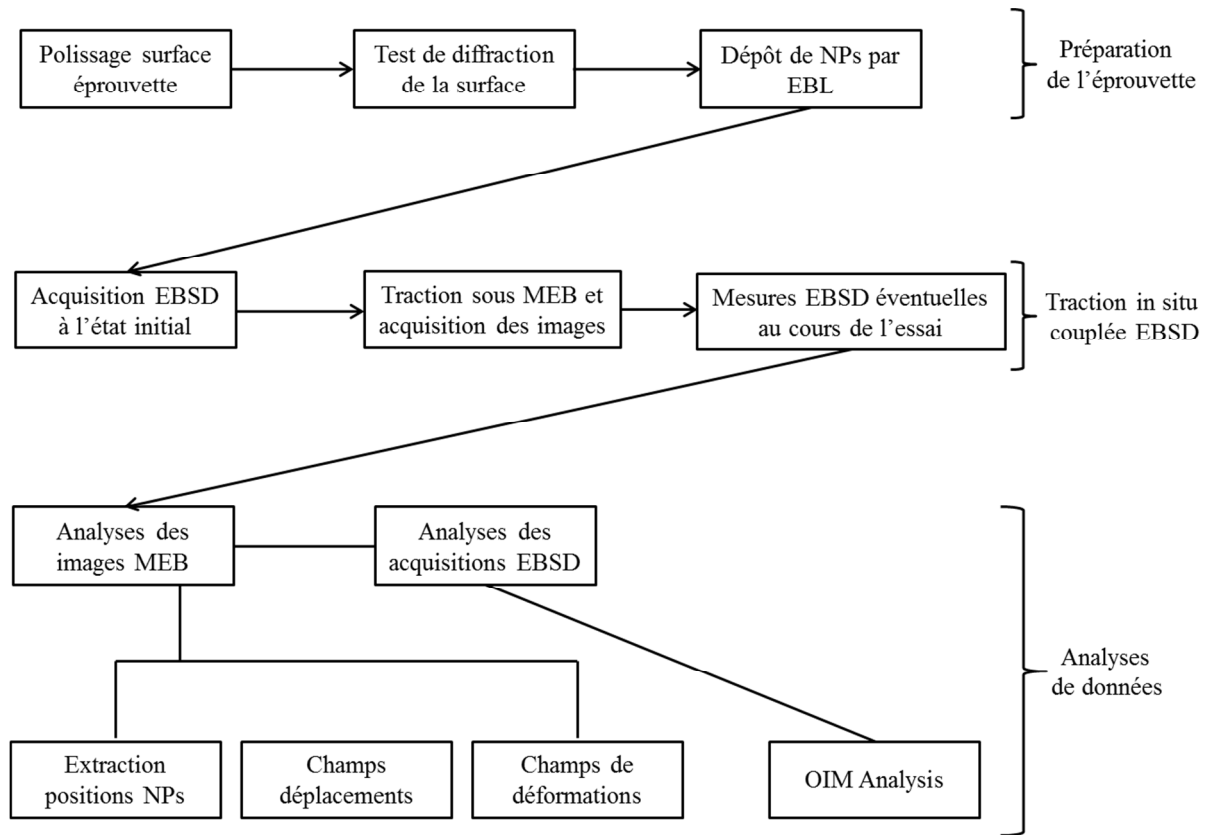 Polissage surface
éprouvette
Test de diffraction
de la surface
Dépôt de NPs par
EBL
Préparation
de l'éprouvette
Acquisition EBSD
à l'état initial
Traction sous MEB et
acquisition des images
Mesures EBSD éventuelles
au cours de l'essai
Traction in situ
couplée EBSD
Analyses des
images MEB
Analyses des
acquisitions EBSD
Analyses
de données
Extraction
positions NPs
Champs
déplacements
Champs de
déformations
OIM Analysis